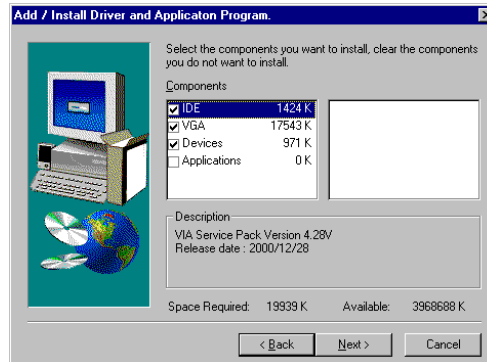 Add / Install Driver and Applicaton Program.
Select the components you want to install, clear the components
you do not want to install.
Components
IDE 1424 K
VGA 17543 K
Devices 971 K
Applications 0 K
Description
VIA Service Pack Version 4.28V
Release date : 2000/12/28
Space Required: 19939 K Available: 3968688 K
< Back Next > Cancel